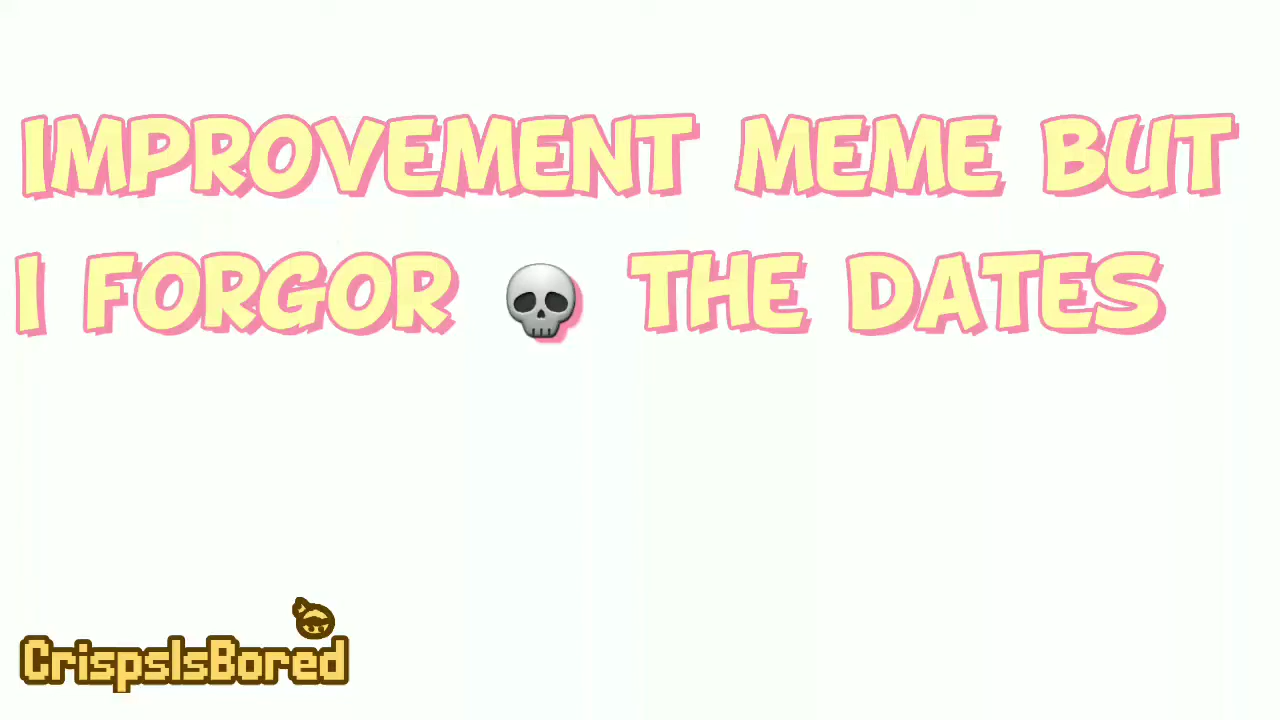 IMPROVEMENT MEME BUT
I FORGOR 💀 THE DATES
CrispsIsBored